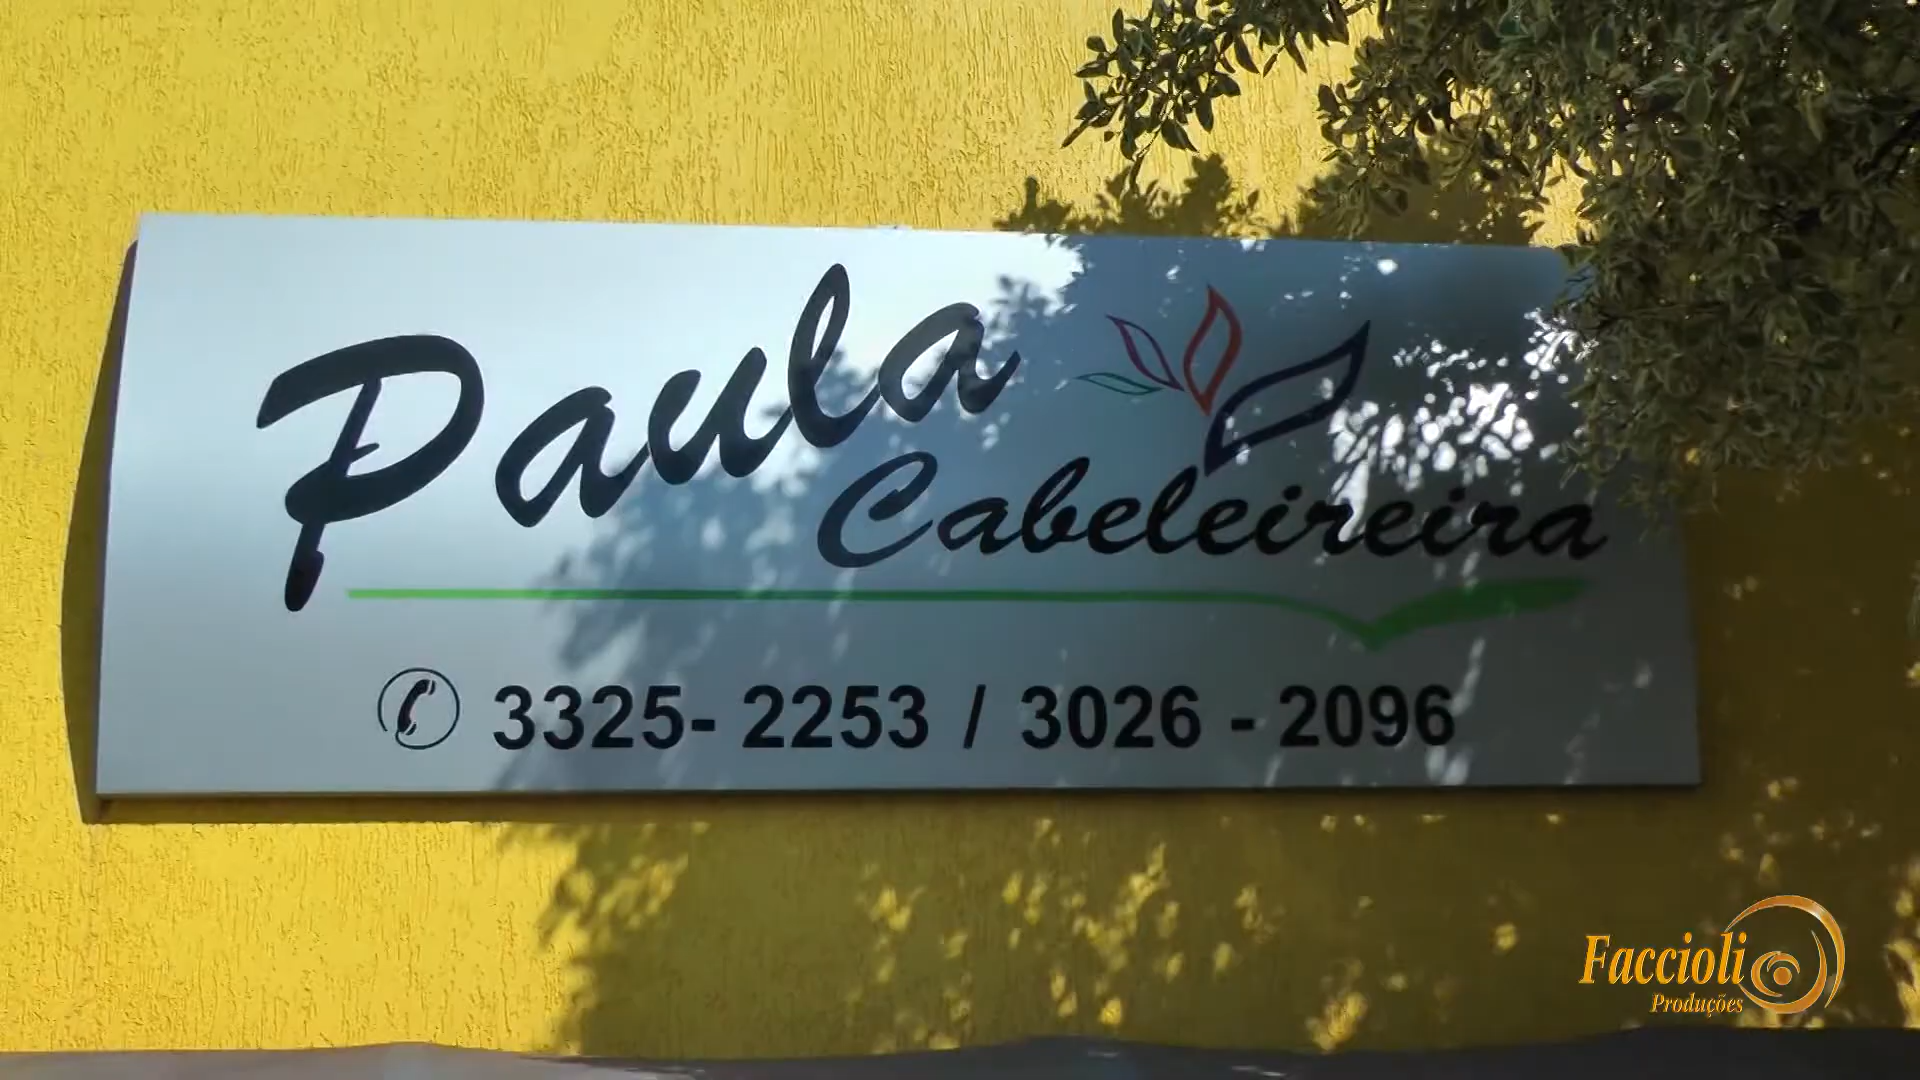 Paula
Cabeleireira
3325- 2253 / 3026 - 2096
Faccioli
Produções